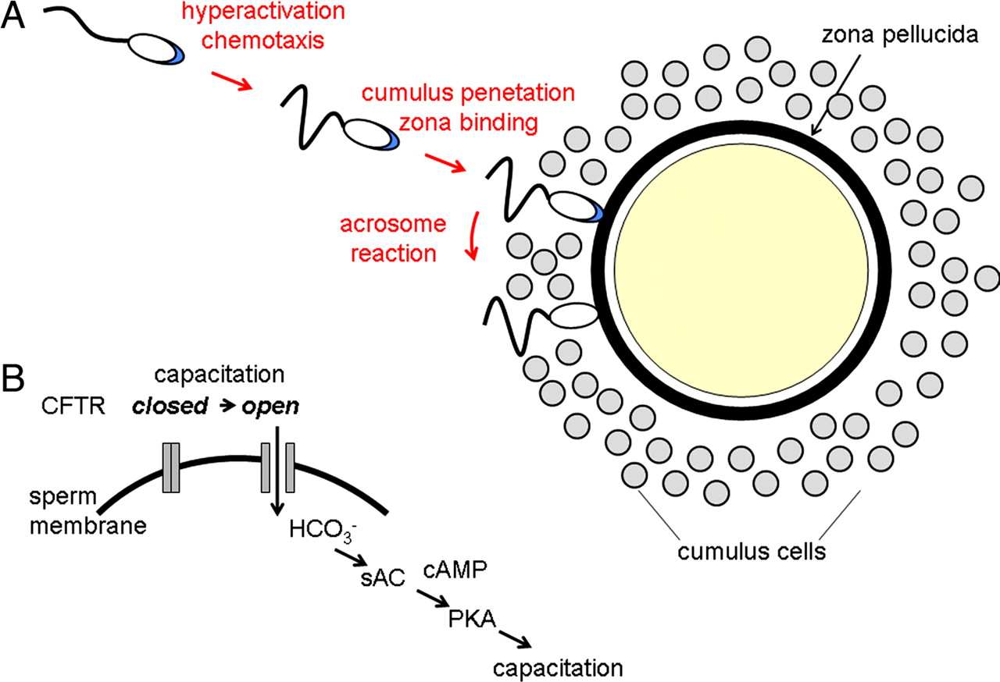 A
hyperactivation
chemotaxis
cumulus penetation
zona binding
zona pellucida
acrosome
reaction
B
capacitation
CFTR closed → open
sperm
membrane
HCO₃⁻
sAC cAMP
PKA
capacitation
cumulus cells